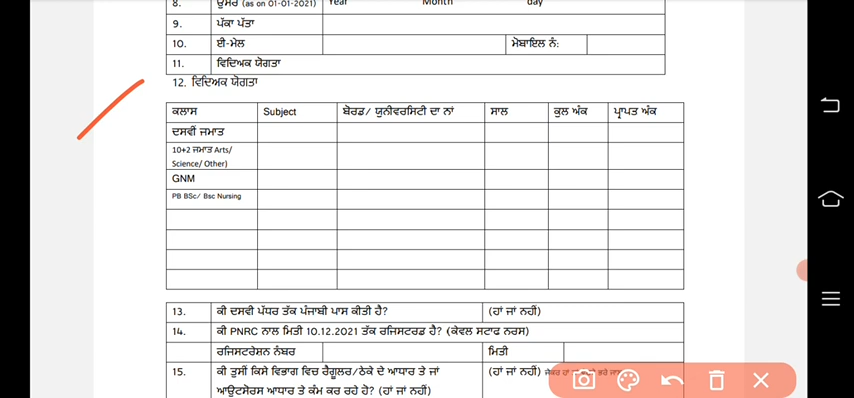 8. ਉਮਰ (as on 01-01-2021) Year Month day
9. ਪੱਕਾ ਪੱਤਾ
10. ਈ-ਮੇਲ ਮੋਬਾਇਲ ਨੰ:
11. ਵਿਦਿਅਕ ਯੋਗਤਾ
12. ਵਿਦਿਅਕ ਯੋਗਤਾ
ਕਲਾਸ Subject ਬੋਰਡ/ ਯੂਨੀਵਰਸਿਟੀ ਦਾ ਨਾਂ ਸਾਲ ਕੁਲ ਅੰਕ ਪ੍ਰਾਪਤ ਅੰਕ
ਦਸਵੀਂ ਜਮਾਤ
10+2 ਜਮਾਤ Arts/
Science/ Other)
GNM
PB BSc/ Bsc Nursing
13. ਕੀ ਦਸਵੀ ਪੱਧਰ ਤੱਕ ਪੰਜਾਬੀ ਪਾਸ ਕੀਤੀ ਹੈ? (ਹਾਂ ਜਾਂ ਨਹੀਂ)
14. ਕੀ PNRC ਨਾਲ ਮਿਤੀ 10.12.2021 ਤੱਕ ਰਜਿਸਟਰਡ ਹੈ? (ਕੇਵਲ ਸਟਾਫ ਨਰਸ)
ਰਜਿਸਟਰੇਸ਼ਨ ਨੰਬਰ ਮਿਤੀ
15. ਕੀ ਤੁਸੀਂ ਕਿਸੇ ਵਿਭਾਗ ਵਿਚ ਰੈਗੂਲਰ/ਠੇਕੇ ਦੇ ਆਧਾਰ ਤੇ ਜਾਂ (ਹਾਂ ਜਾਂ ਨਹੀਂ)
ਆਊਟਸੋਰਸ ਆਧਾਰ ਤੇ ਕੰਮ ਕਰ ਰਹੇ ਹੋ? (ਹਾਂ ਜਾਂ ਨਹੀਂ)